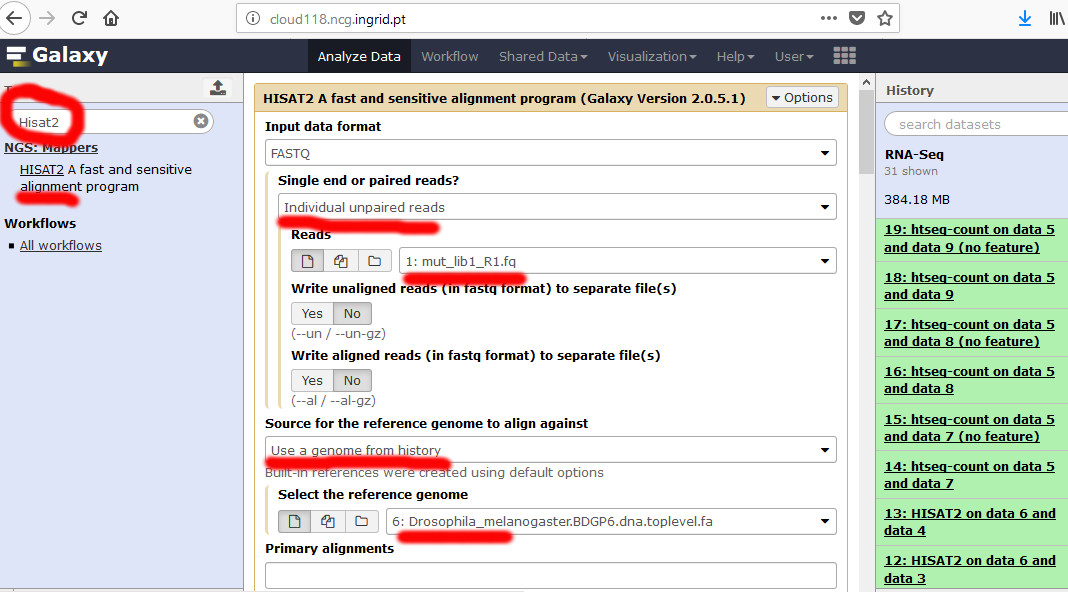 cloud118.ncg.ingrid.pt
Galaxy
Analyze Data
Workflow
Shared Data
Visualization
Help
User
Hisat2
NGS: Mappers
HISAT2 A fast and sensitive
alignment program
Workflows
All workflows
HISAT2 A fast and sensitive alignment program (Galaxy Version 2.0.5.1)
Options
Input data format
FASTQ
Single end or paired reads?
Individual unpaired reads
Reads
1: mut_lib1_R1.fq
Write unaligned reads (in fastq format) to separate file(s)
Yes No
(--un / --un-gz)
Write aligned reads (in fastq format) to separate file(s)
Yes No
(--al / --al-gz)
Source for the reference genome to align against
Use a genome from history
Built-in references were created using default options
Select the reference genome
6: Drosophila_melanogaster.BDGP6.dna.toplevel.fa
Primary alignments
History
search datasets
RNA-Seq
31 shown
384.18 MB
19: htseq-count on data 5
and data 9 (no feature)
18: htseq-count on data 5
and data 9
17: htseq-count on data 5
and data 8 (no feature)
16: htseq-count on data 5
and data 8
15: htseq-count on data 5
and data 7 (no feature)
14: htseq-count on data 5
and data 7
13: HISAT2 on data 6 and
data 4
12: HISAT2 on data 6 and
data 3